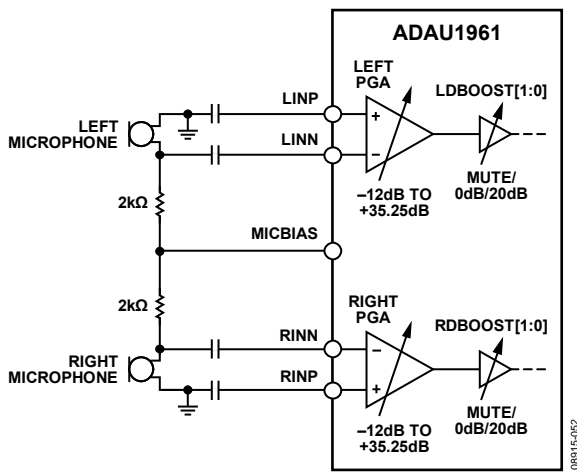 ADAU1961
LEFT
PGA
LDBOOST[1:0]
LINP
LEFT
MICROPHONE
+
LINN
–
–12dB TO
+35.25dB
MUTE/
0dB/20dB
2kΩ
MICBIAS
2kΩ
RIGHT
PGA
RDBOOST[1:0]
RINN
–
RIGHT
MICROPHONE
RINP
+
–12dB TO
+35.25dB
MUTE/
0dB/20dB
08915-052